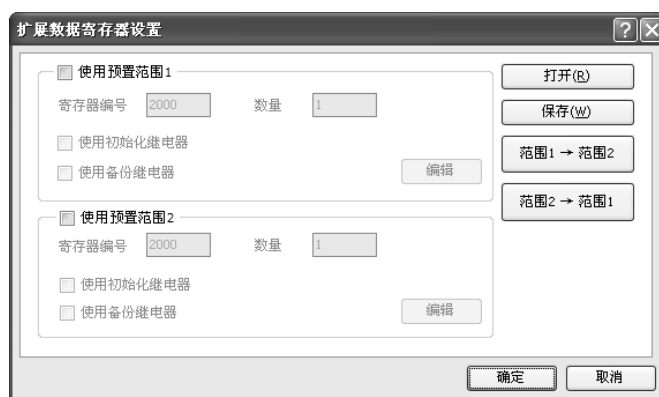 扩展数据寄存器设置
使用预置范围1
寄存器编号 2000 数量 1
使用初始化继电器
使用备份继电器
编辑
使用预置范围2
寄存器编号 2000 数量 1
使用初始化继电器
使用备份继电器
编辑
打开(R)
保存(W)
范围1 → 范围2
范围2 → 范围1
确定 取消